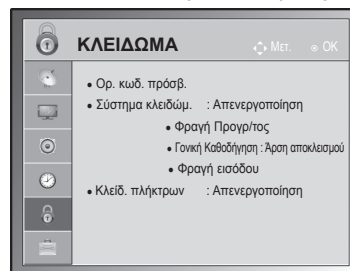 ΚΛΕΙΔΩΜΑ Μετ. OK
• Ορ. κωδ. πρόσβ.
• Σύστημα κλειδώμ. : Απενεργοποίηση
• Φραγή Προγρ/τος
• Γονική Καθοδήγηση : Άρση αποκλεισμού
• Φραγή εισόδου
• Κλείδ. πλήκτρων : Απενεργοποίηση